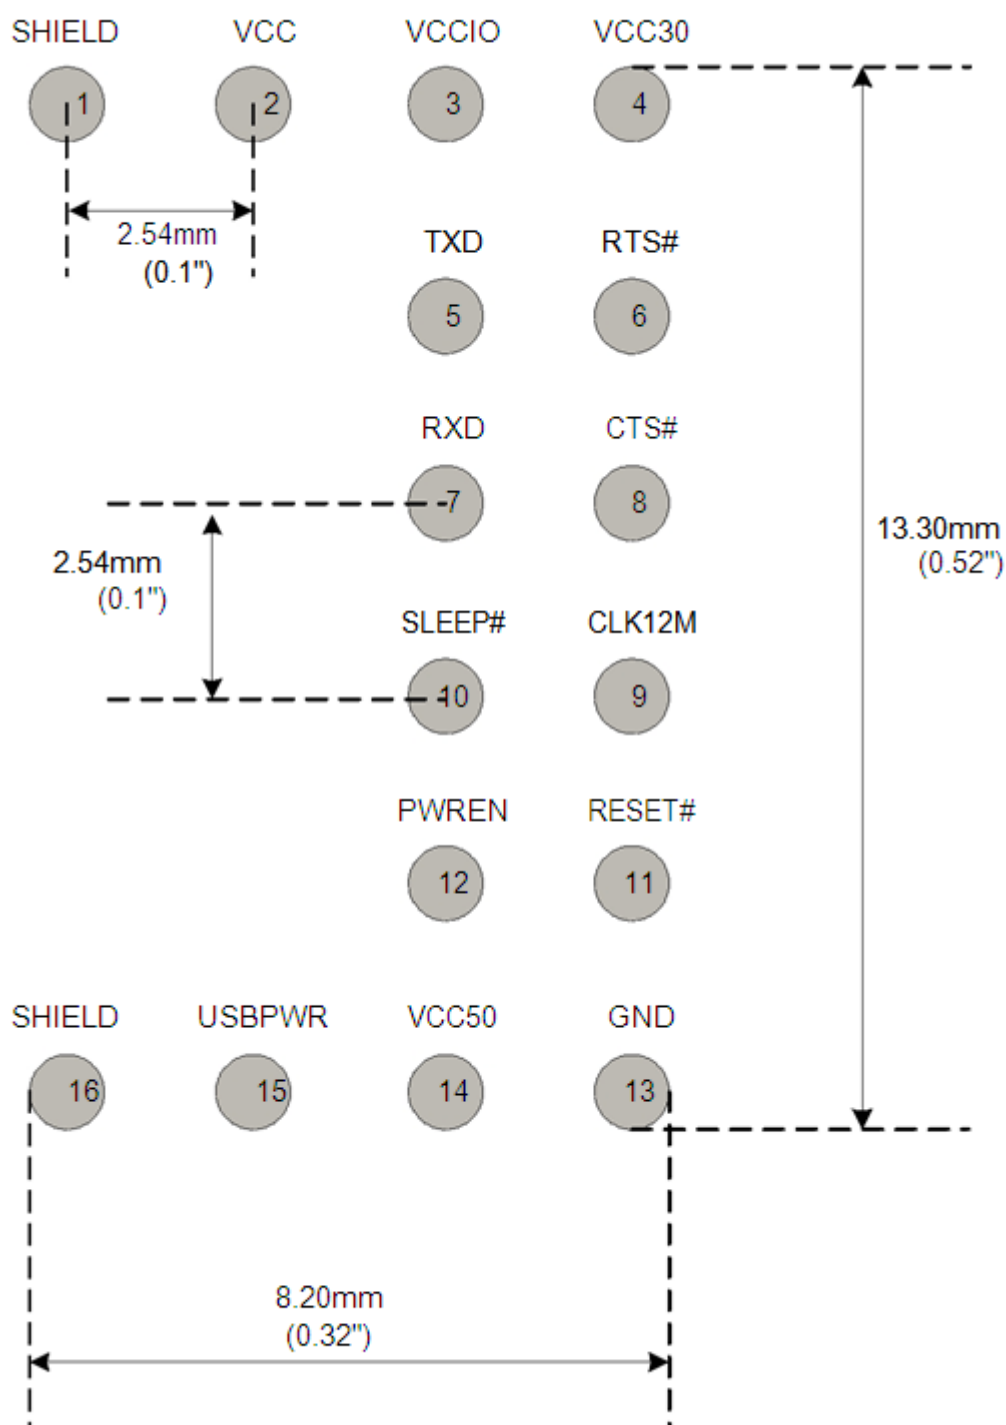 SHIELD VCC VCCIO VCC30
1 2 3 4
2.54mm
(0.1")
TXD RTS#
5 6
RXD CTS#
7 8
13.30mm
(0.52")
2.54mm
(0.1")
SLEEP# CLK12M
10 9
PWREN RESET#
12 11
SHIELD USBPWR VCC50 GND
16 15 14 13
8.20mm
(0.32")